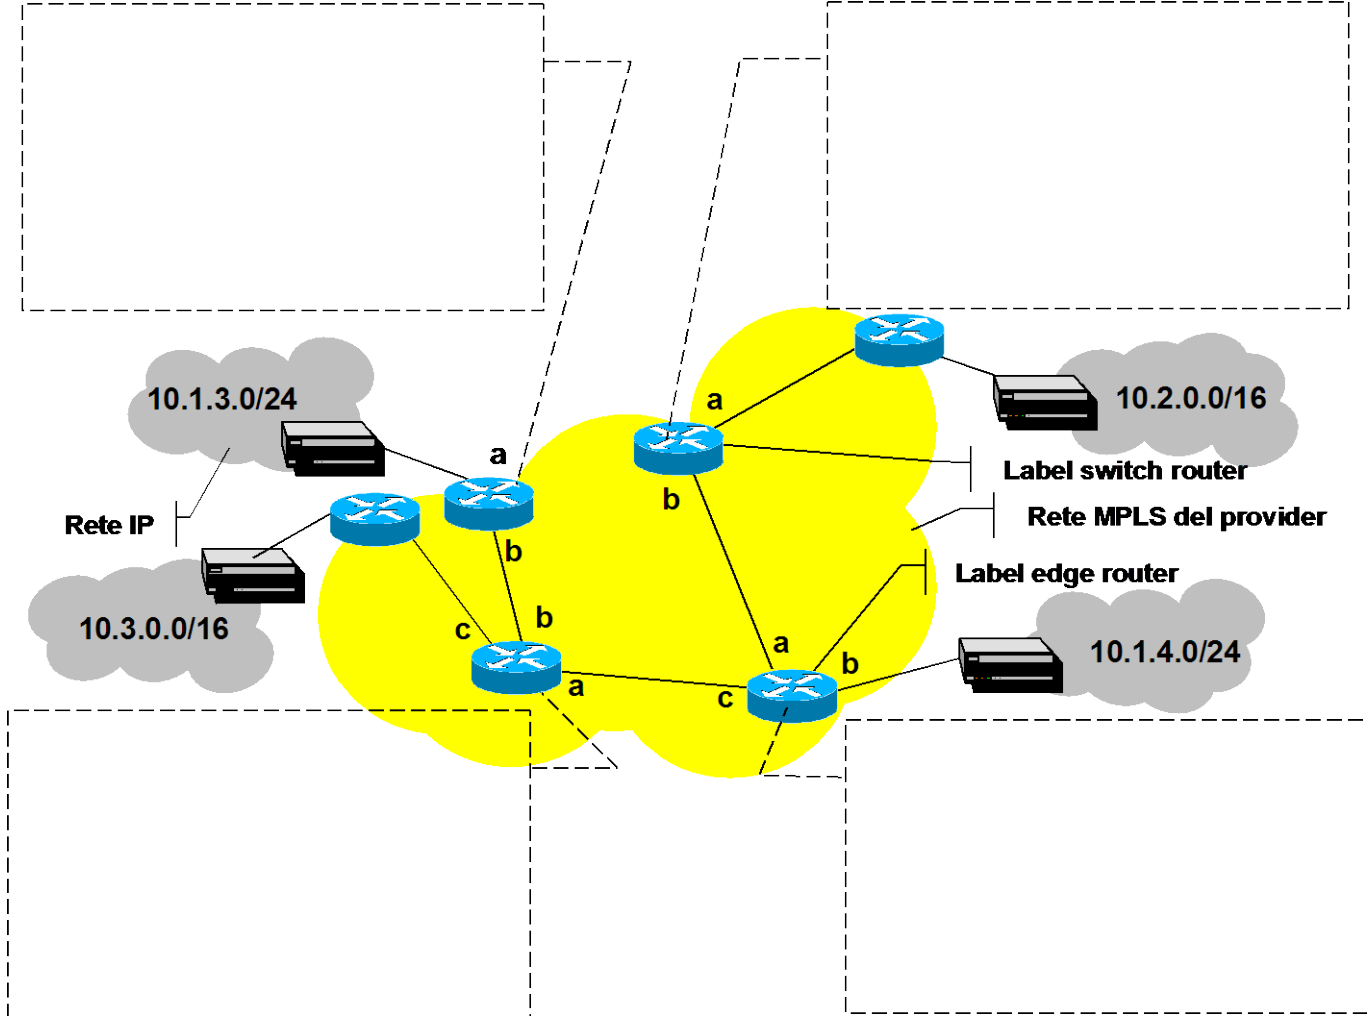 10.1.3.0/24
a
10.2.0.0/16
a
Label switch router
b
Rete IP
Rete MPLS del provider
b
Label edge router
10.3.0.0/16
c
b
a
b
10.1.4.0/24
a
c